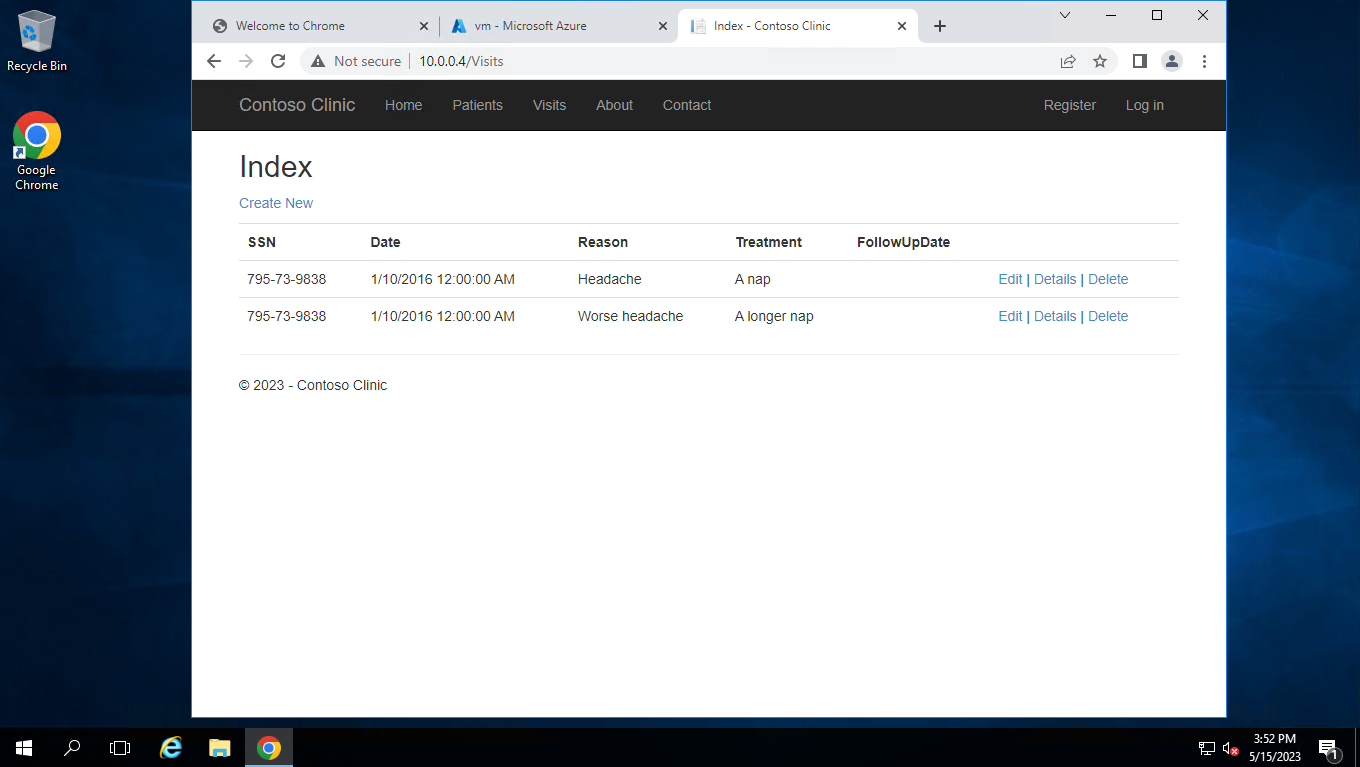 Recycle Bin
Google
Chrome
Welcome to Chrome
vm - Microsoft Azure
Index - Contoso Clinic
Not secure
10.0.0.4/Visits
Contoso Clinic Home Patients Visits About Contact Register Log in
Index
Create New
SSN Date Reason Treatment FollowUpDate
795-73-9838 1/10/2016 12:00:00 AM Headache A nap Edit | Details | Delete
795-73-9838 1/10/2016 12:00:00 AM Worse headache A longer nap Edit | Details | Delete
© 2023 - Contoso Clinic
3:52 PM
5/15/2023
1